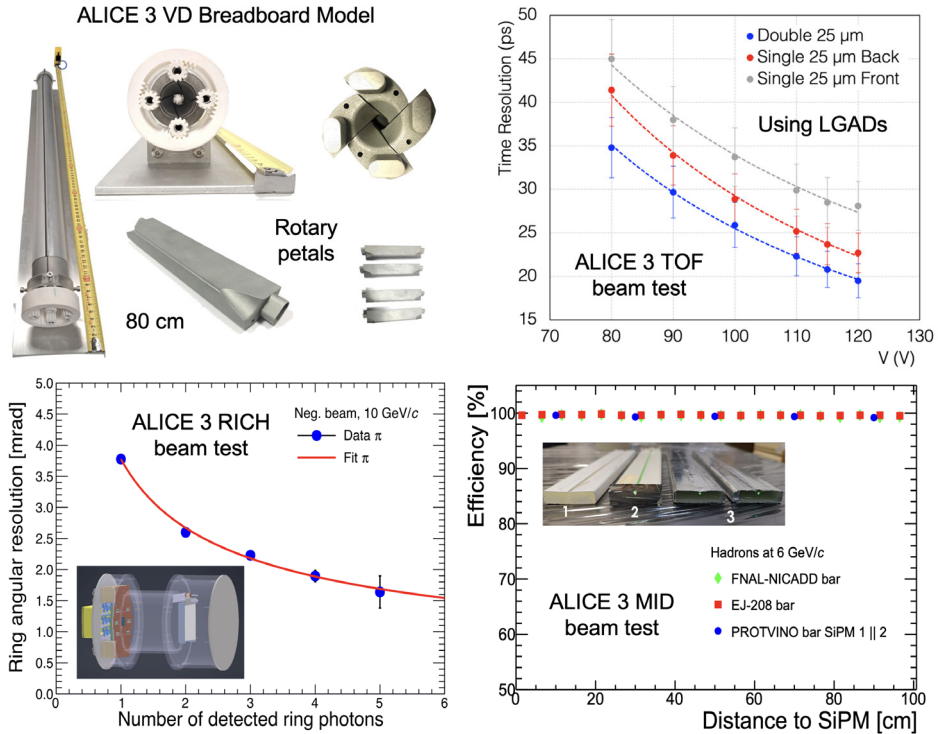 ALICE 3 VD Breadboard Model
Rotary
petals
80 cm
Time Resolution (ps)
50
45
40
35
30
25
20
15
Double 25 µm
Single 25 µm Back
Single 25 µm Front
Using LGADs
ALICE 3 TOF
beam test
70 80 90 100 110 120 130
V (V)
Ring angular resolution [mrad]
5.0
4.5
4.0
3.5
3.0
2.5
2.0
1.5
1.0
0.5
0.0
ALICE 3 RICH
beam test
Neg. beam, 10 GeV/c
Data π
Fit π
0 1 2 3 4 5 6
Number of detected ring photons
Efficiency [%]
100
90
80
70
60
50
1 2 3
Hadrons at 6 GeV/c
FNAL-NICADD bar
EJ-208 bar
PROTVINO bar SiPM 1 || 2
ALICE 3 MID
beam test
0 20 40 60 80 100
Distance to SiPM [cm]